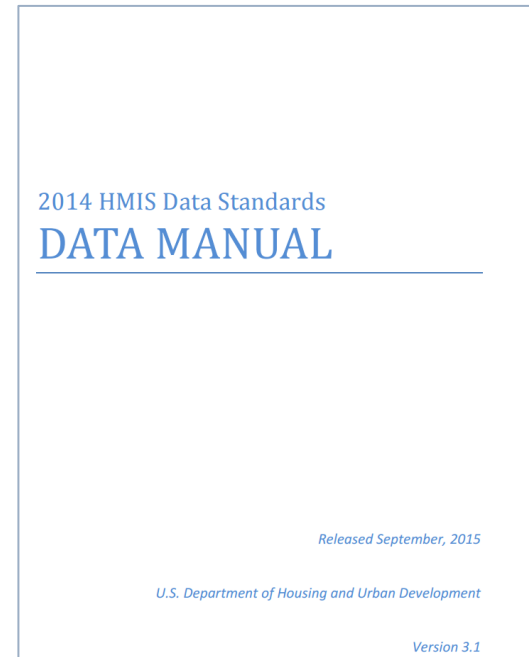 2014 HMIS Data Standards
DATA MANUAL
Released September, 2015
U.S. Department of Housing and Urban Development
Version 3.1